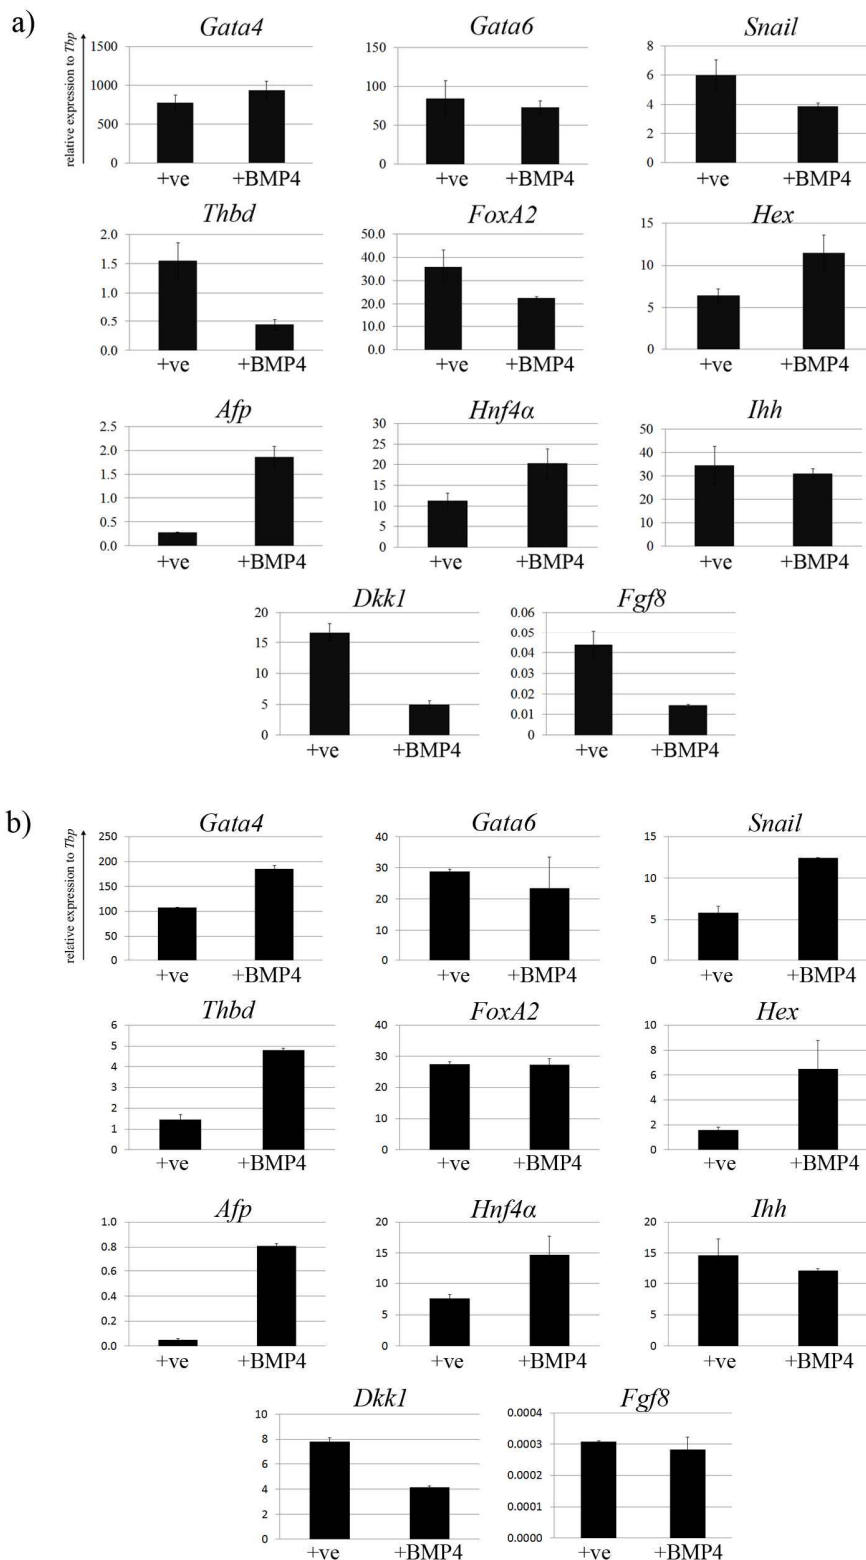 a)
relative expression to Tbp
Gata4
1500
1000
500
0
+ve +BMP4
Gata6
150
100
50
0
+ve +BMP4
Snail
8
6
4
2
0
+ve +BMP4
Thbd
2.0
1.5
1.0
0.5
0.0
+ve +BMP4
FoxA2
50.0
40.0
30.0
20.0
10.0
0.0
+ve +BMP4
Hex
15
10
5
0
+ve +BMP4
Afp
2.5
2.0
1.5
1.0
0.5
0.0
+ve +BMP4
Hnf4α
30
25
20
15
10
5
0
+ve +BMP4
Ihh
50
40
30
20
10
0
+ve +BMP4
Dkk1
20
15
10
5
0
+ve +BMP4
Fgf8
0.06
0.05
0.04
0.03
0.02
0.01
0
+ve +BMP4
b)
relative expression to Tbp
Gata4
250
200
150
100
50
0
+ve +BMP4
Gata6
40
30
20
10
0
+ve +BMP4
Snail
15
10
5
0
+ve +BMP4
Thbd
6
5
4
3
2
1
0
+ve +BMP4
FoxA2
40
30
20
10
0
+ve +BMP4
Hex
10
8
6
4
2
0
+ve +BMP4
Afp
1.0
0.8
0.6
0.4
0.2
0.0
+ve +BMP4
Hnf4α
20
15
10
5
0
+ve +BMP4
Ihh
20
15
10
5
0
+ve +BMP4
Dkk1
10
8
6
4
2
0
+ve +BMP4
Fgf8
0.0004
0.0003
0.0002
0.0001
0.0000
+ve +BMP4